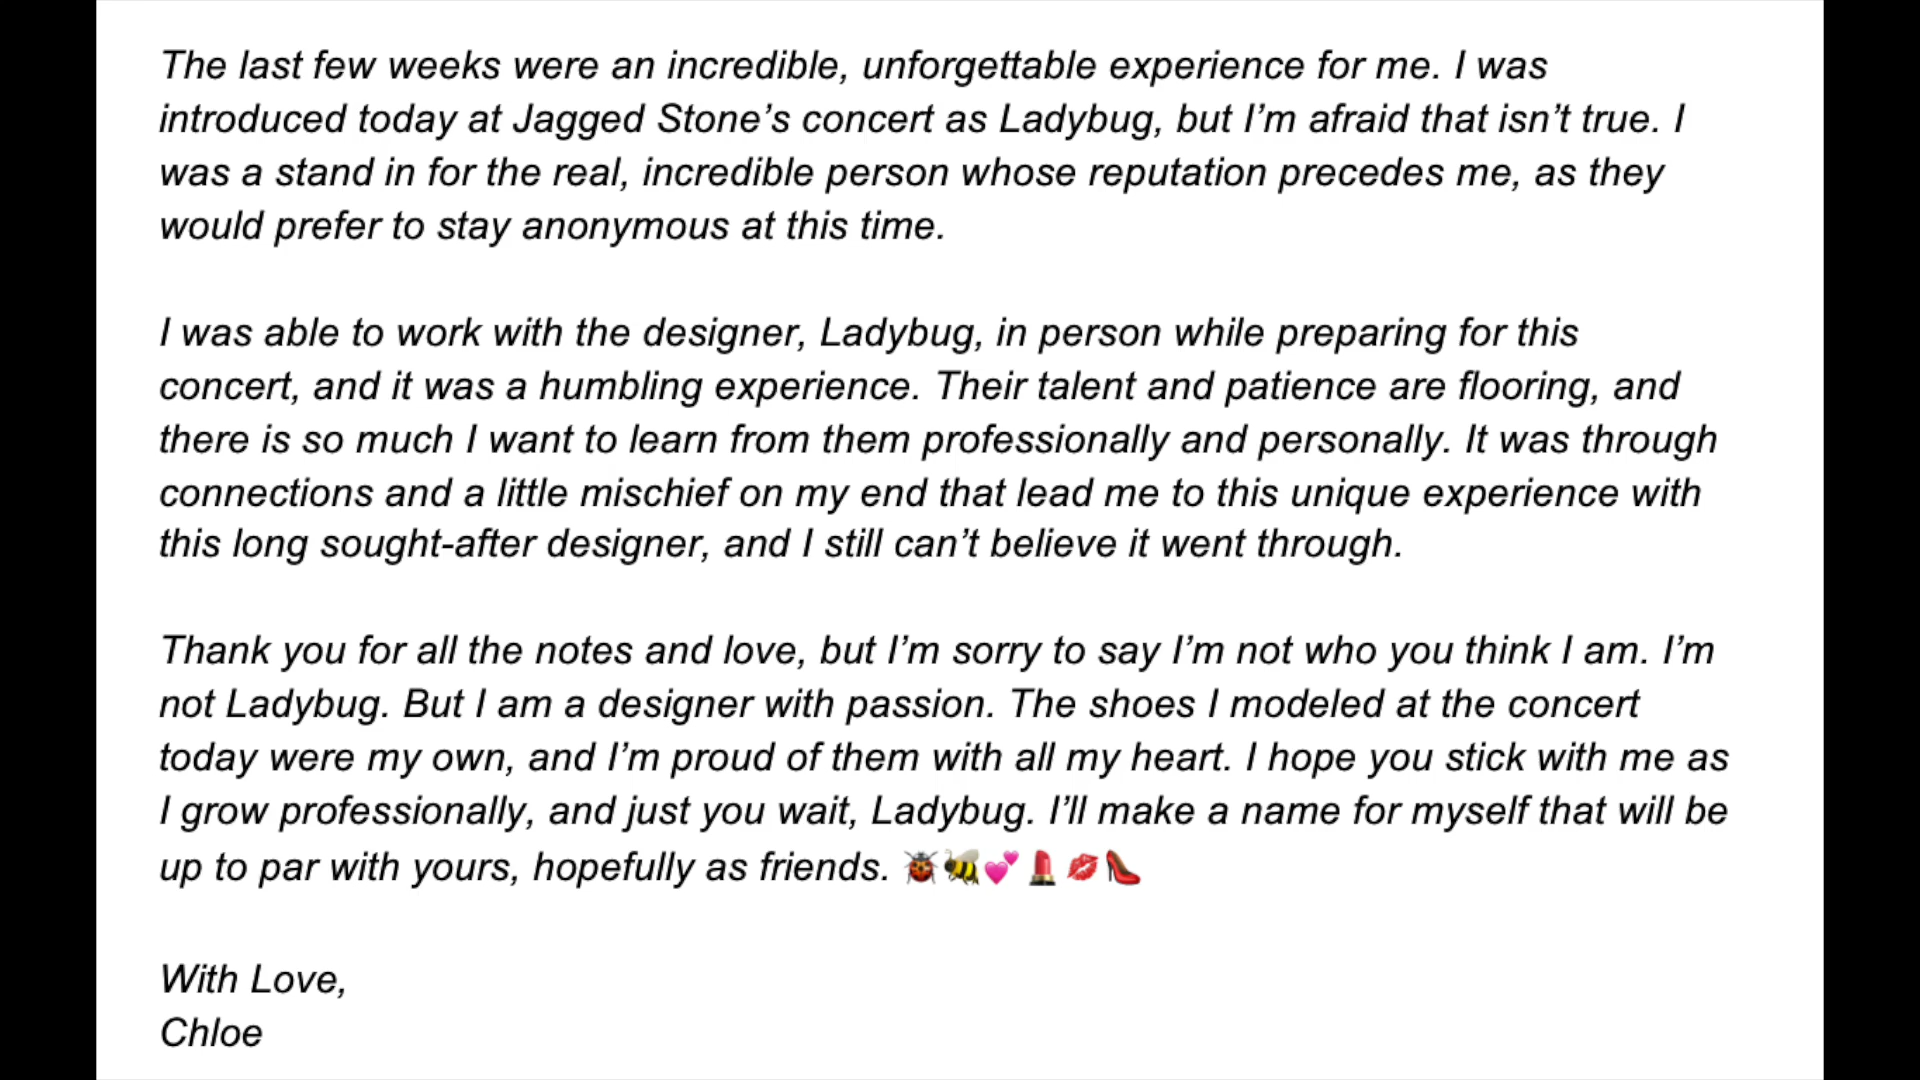 The last few weeks were an incredible, unforgettable experience for me. I was
introduced today at Jagged Stone’s concert as Ladybug, but I’m afraid that isn’t true. I
was a stand in for the real, incredible person whose reputation precedes me, as they
would prefer to stay anonymous at this time.
I was able to work with the designer, Ladybug, in person while preparing for this
concert, and it was a humbling experience. Their talent and patience are flooring, and
there is so much I want to learn from them professionally and personally. It was through
connections and a little mischief on my end that lead me to this unique experience with
this long sought-after designer, and I still can’t believe it went through.
Thank you for all the notes and love, but I’m sorry to say I’m not who you think I am. I’m
not Ladybug. But I am a designer with passion. The shoes I modeled at the concert
today were my own, and I’m proud of them with all my heart. I hope you stick with me as
I grow professionally, and just you wait, Ladybug. I’ll make a name for myself that will be
up to par with yours, hopefully as friends. 🐞🐝💕💄💋👠
With Love,
Chloe